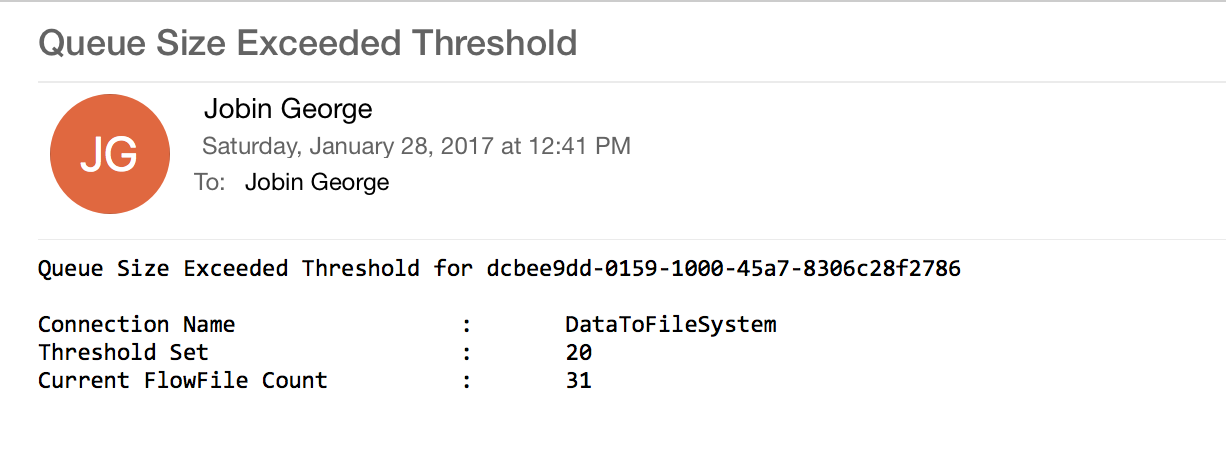 Queue Size Exceeded Threshold
JG
Jobin George
Saturday, January 28, 2017 at 12:41 PM
To: Jobin George
Queue Size Exceeded Threshold for dcbee9dd-0159-1000-45a7-8306c28f2786
Connection Name : DataToFileSystem
Threshold Set : 20
Current FlowFile Count : 31